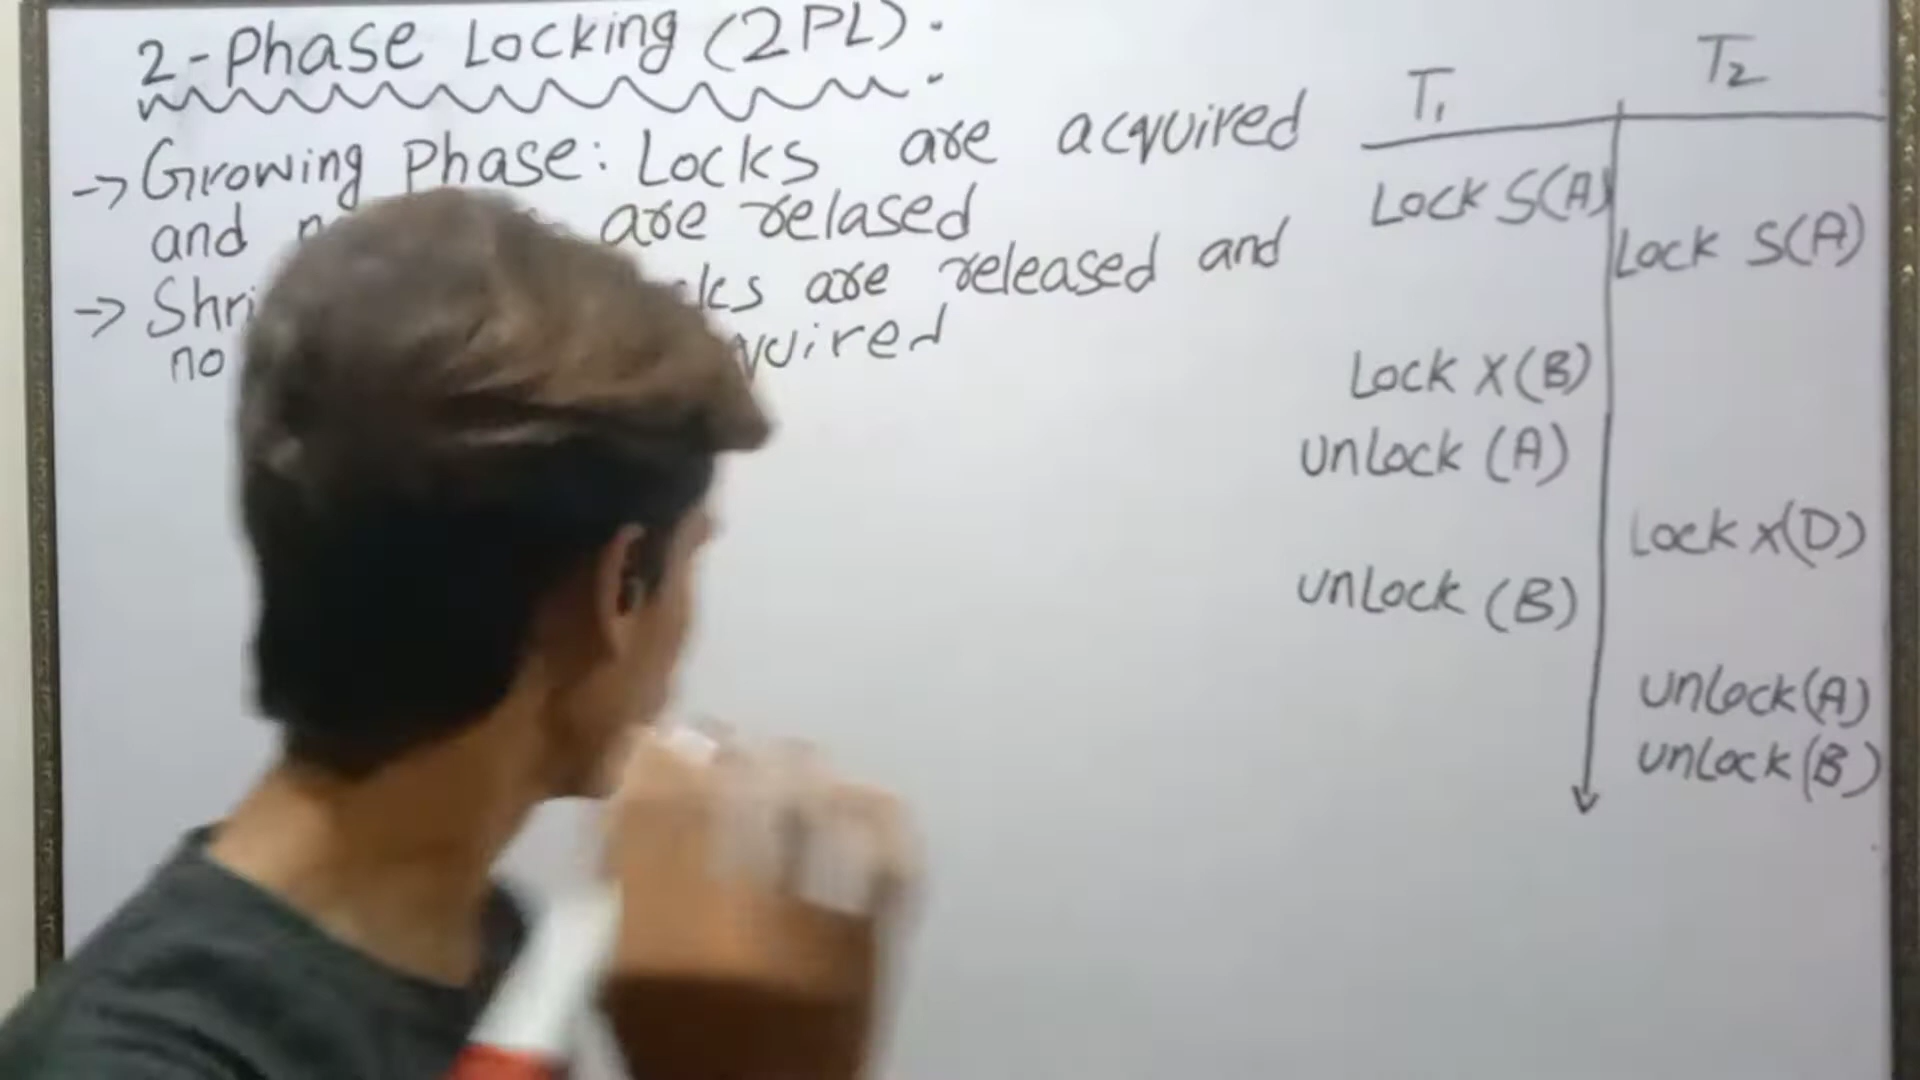 2-Phase Locking (2PL):
-> Growing Phase: Locks are acquired
and are relased
-> are released and
no
T1 T2
Lock S(A)
Lock S(A)
Lock X(B)
Unlock (A)
Lock X(D)
Unlock (B)
Unlock(A)
Unlock(B)